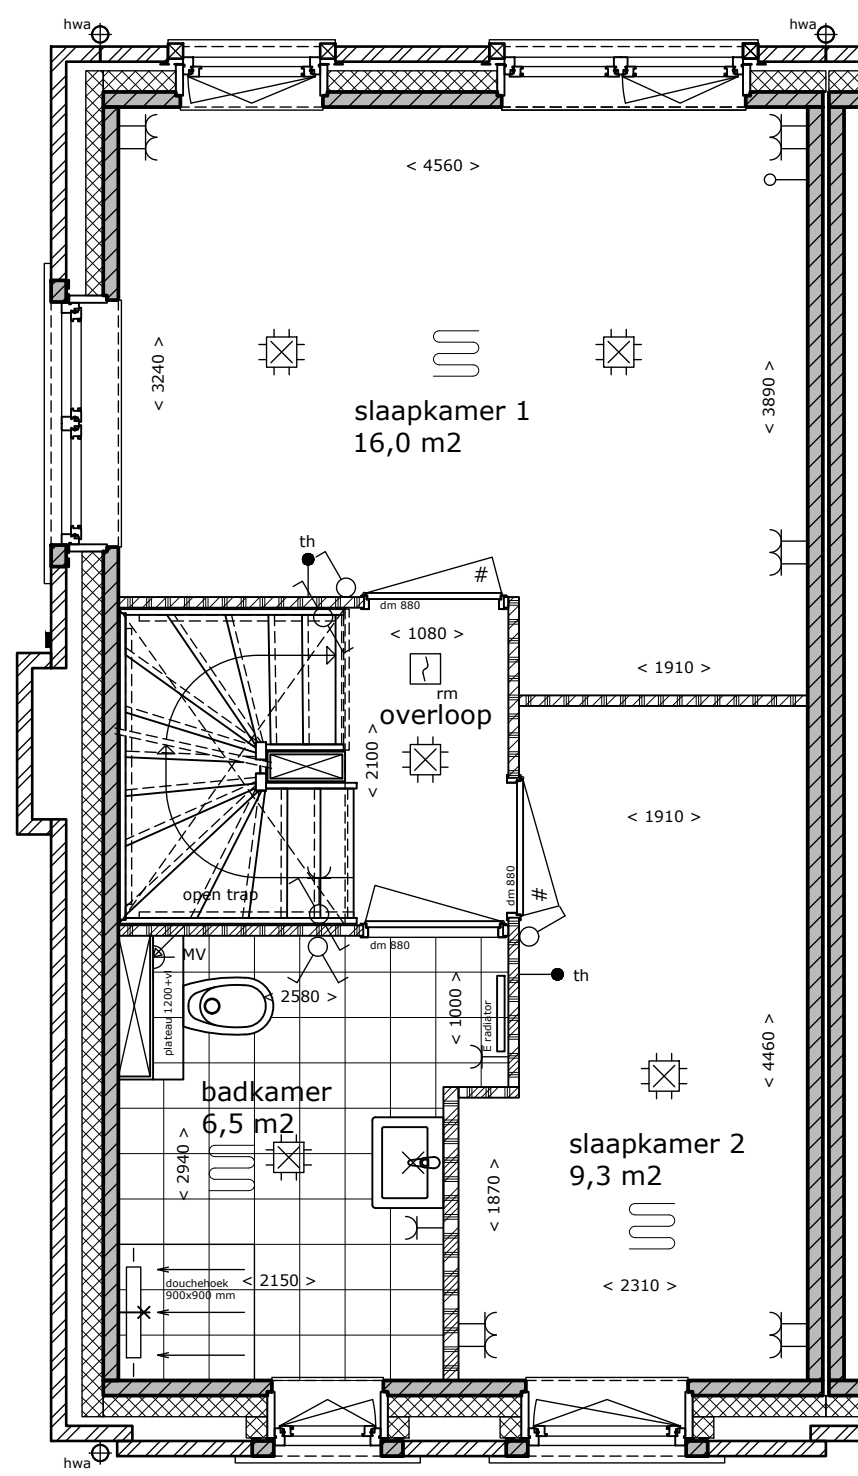 hwa
hwa
< 4560 >
< 3240 >
< 3890 >
slaapkamer 1
16,0 m2
th
#
dm 880
< 1080 >
rm
overloop
< 1910 >
< 2100 >
< 1910 >
open trap
dm 880
#
dm 880
MV
plateau 1200+vl
< 2580 >
< 1000 >
E radiator
th
badkamer
6,5 m2
< 4460 >
slaapkamer 2
9,3 m2
< 2940 >
< 1870 >
douchehoek
900x900 mm
< 2150 >
< 2310 >
hwa